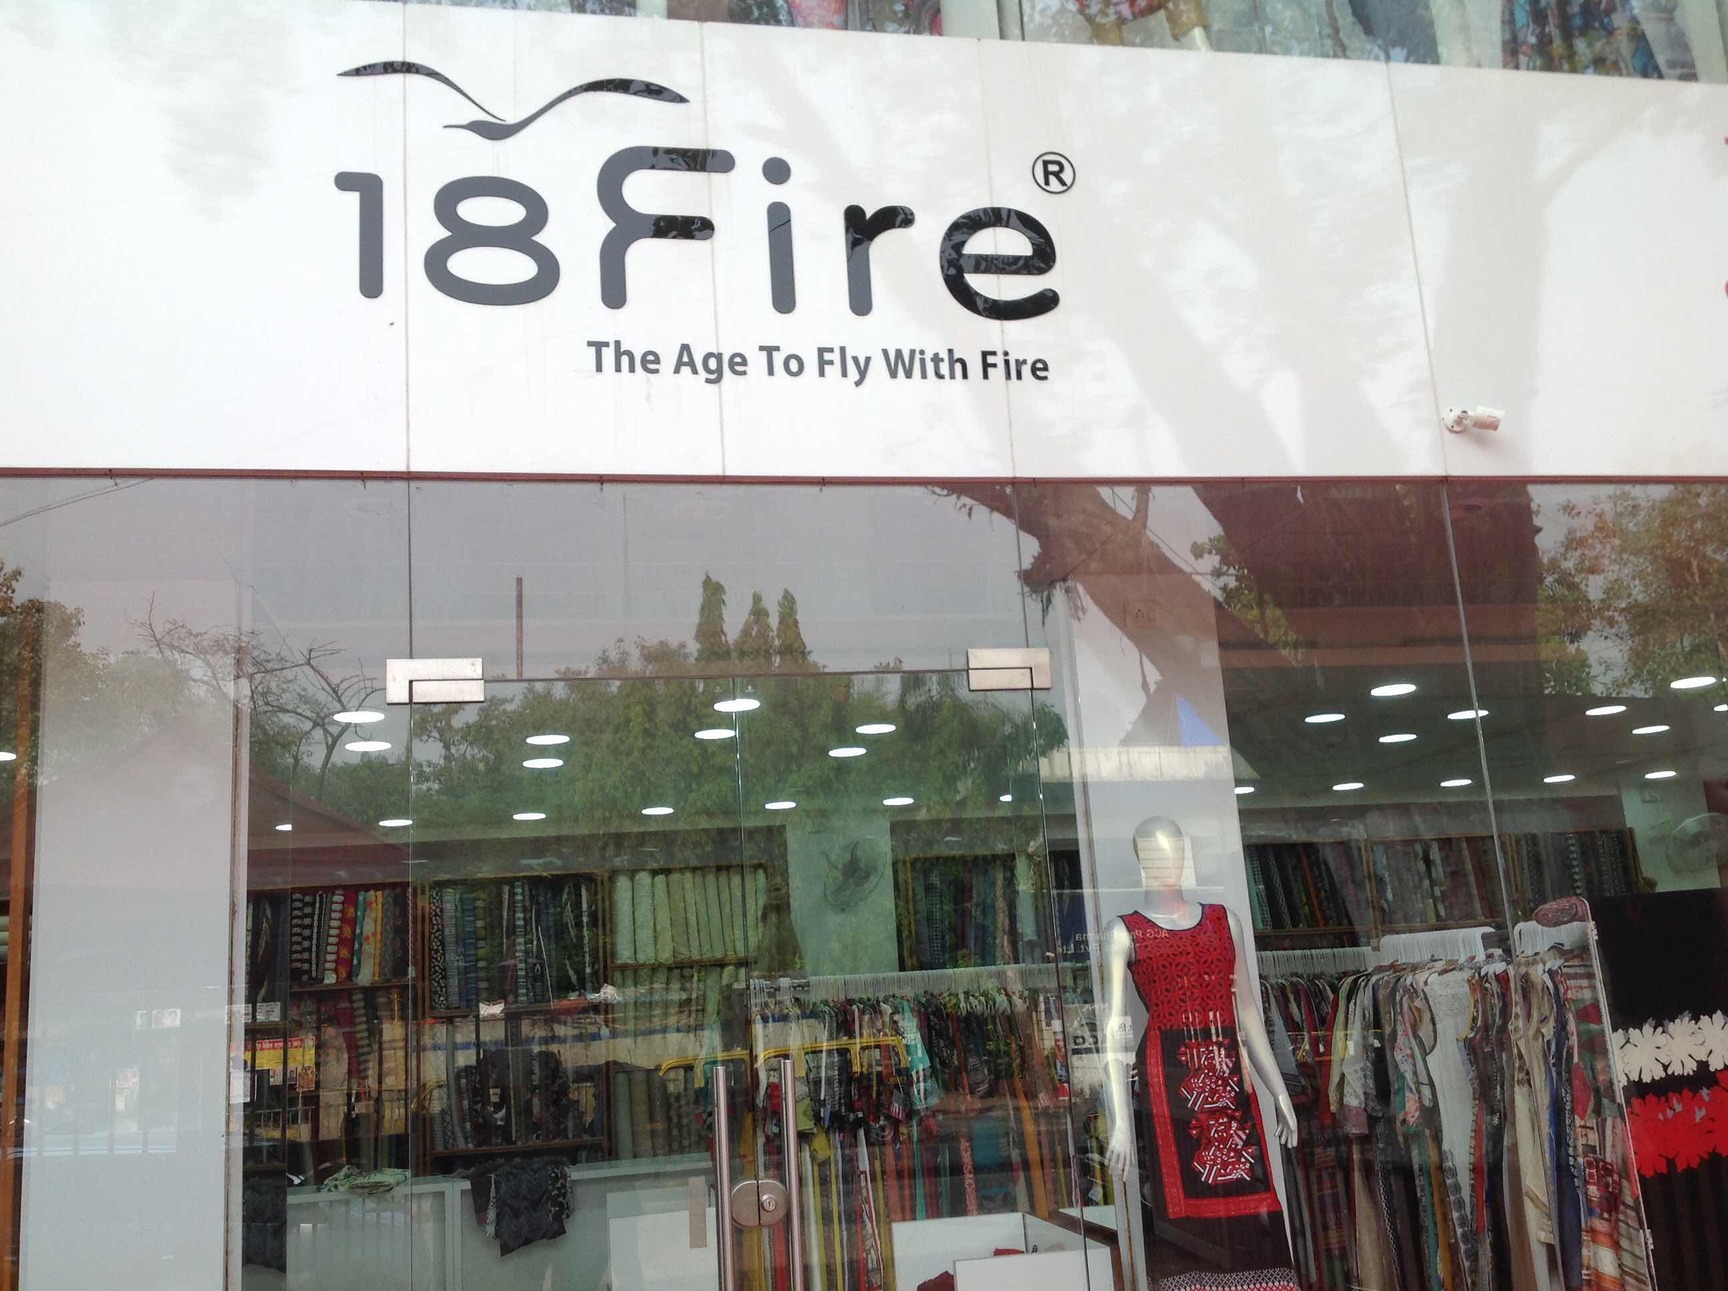 18Fire®
The Age To Fly With Fire